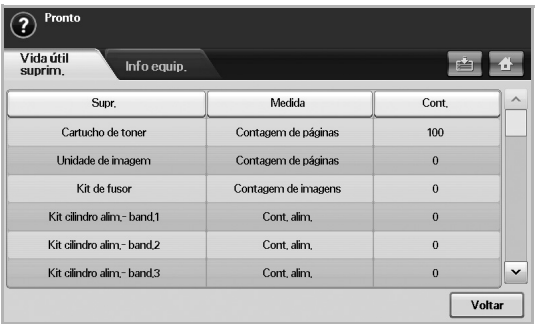 ? Pronto
Vida útil
suprim.
Info equip.
Supr. Medida Cont.
Cartucho de toner Contagem de páginas 100
Unidade de imagem Contagem de páginas 0
Kit de fusor Contagem de imagens 0
Kit cilindro alim.- band.1 Cont. alim. 0
Kit cilindro alim.- band.2 Cont. alim. 0
Kit cilindro alim.- band.3 Cont. alim. 0
Voltar